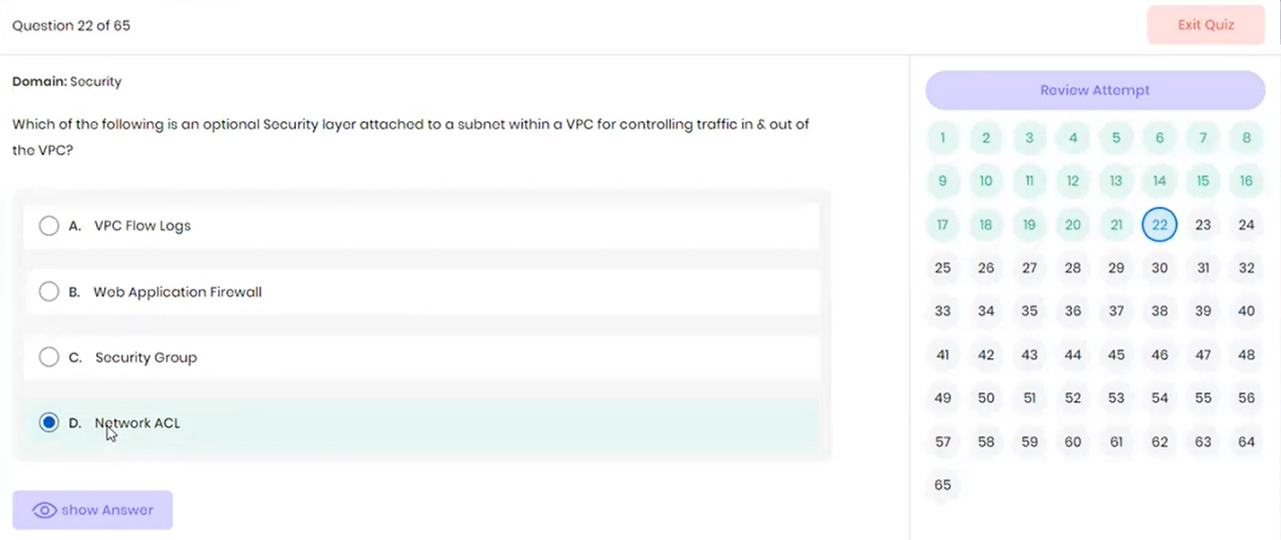 Question 22 of 65
Exit Quiz
Domain: Security
Which of the following is an optional Security layer attached to a subnet within a VPC for controlling traffic in & out of
the VPC?
A. VPC Flow Logs
B. Web Application Firewall
C. Security Group
D. Network ACL
show Answer
Review Attempt
1 2 3 4 5 6 7 8
9 10 11 12 13 14 15 16
17 18 19 20 21 22 23 24
25 26 27 28 29 30 31 32
33 34 35 36 37 38 39 40
41 42 43 44 45 46 47 48
49 50 51 52 53 54 55 56
57 58 59 60 61 62 63 64
65